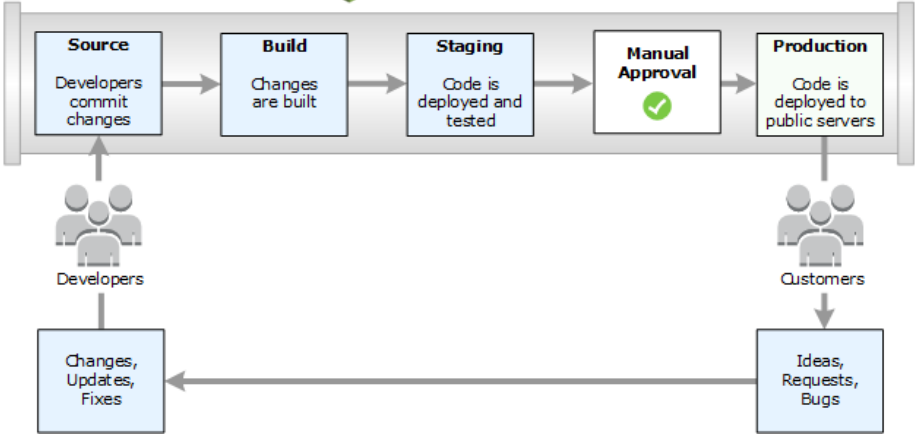 Source
Developers
commit
changes
Build
Changes
are built
Staging
Code is
deployed and
tested
Manual
Approval
Production
Code is
deployed to
public servers
Developers
Customers
Changes,
Updates,
Fixes
Ideas,
Requests,
Bugs